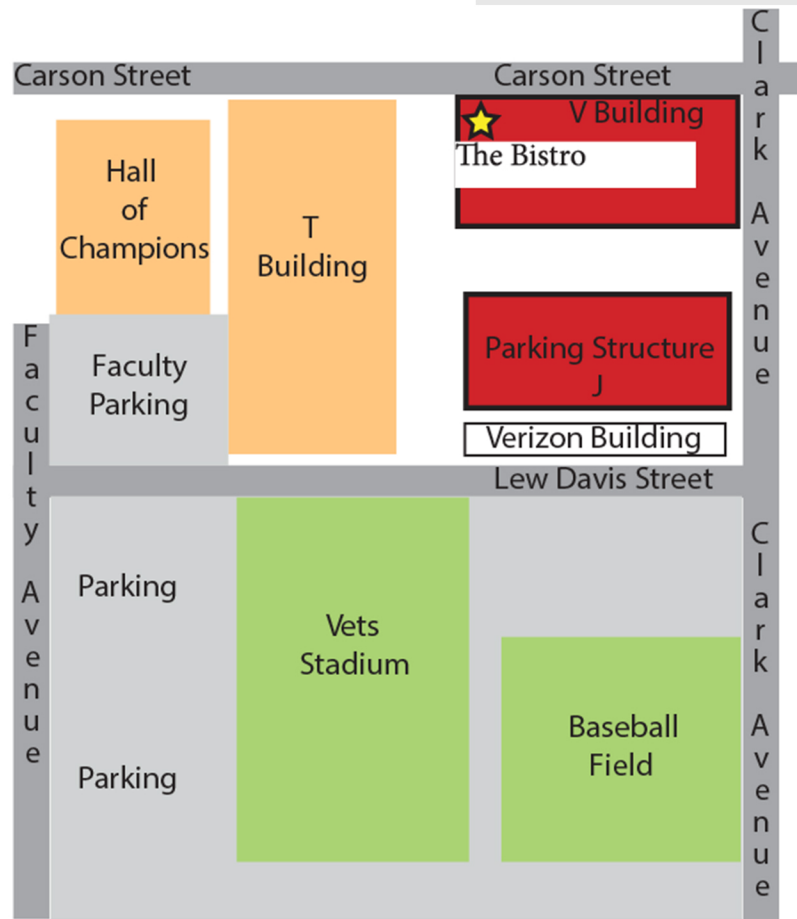 Carson Street
Carson Street
Clark Avenue
V Building
The Bistro
Hall
of
Champions
T
Building
Parking Structure
J
Faculty
Parking
Faculty Avenue
Verizon Building
Lew Davis Street
Clark Avenue
Parking
Vets
Stadium
Baseball
Field
Parking